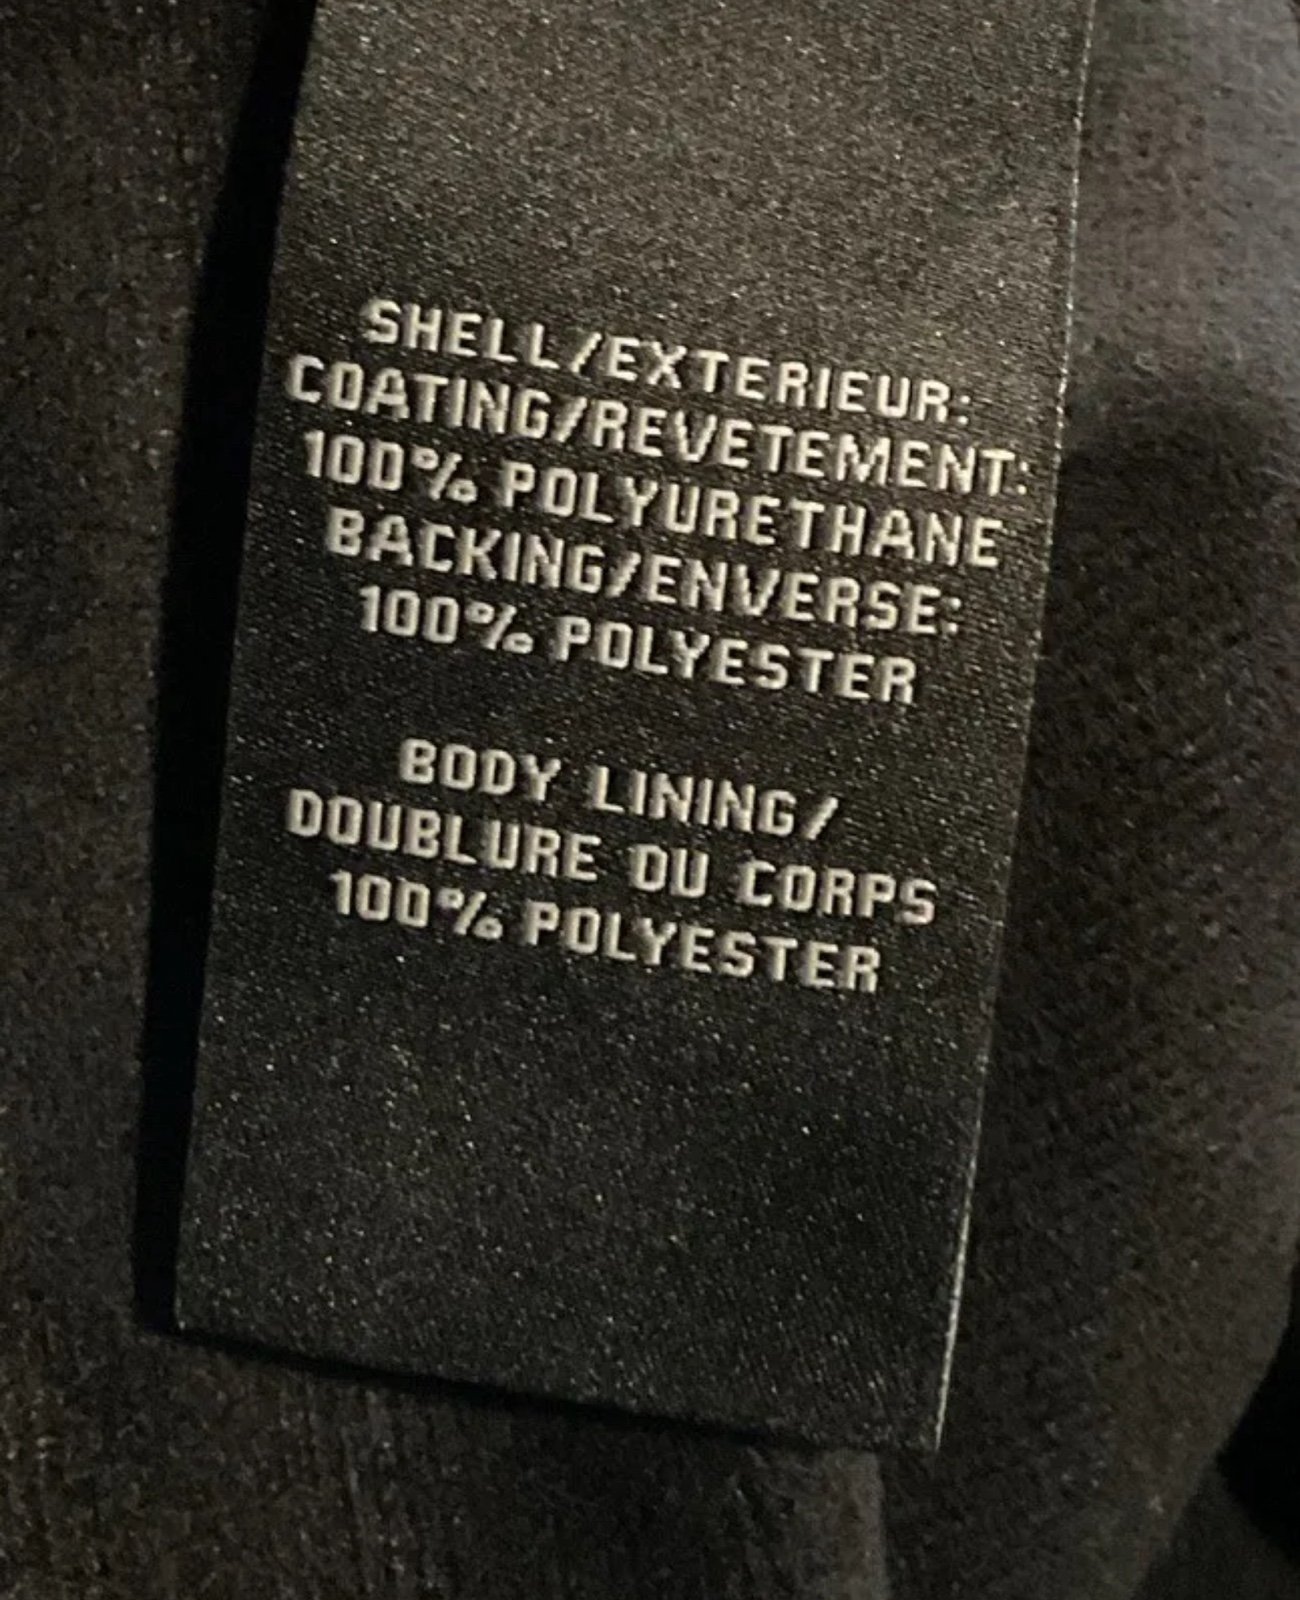 SHELL/EXTERIEUR:
COATING/REVETEMENT:
100% POLYURETHANE
BACKING/ENVERSE:
100% POLYESTER
BODY LINING/
DOUBLURE DU CORPS
100% POLYESTER